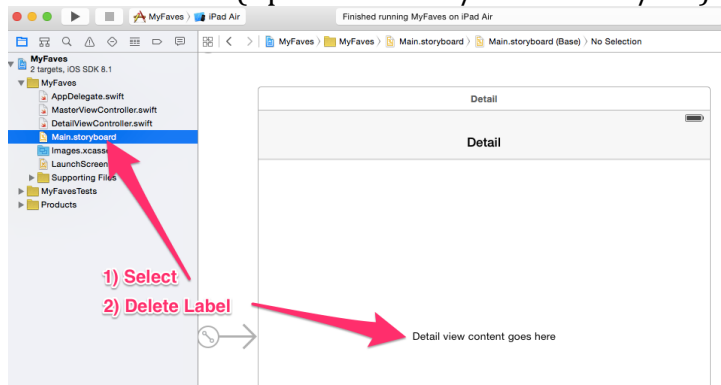 MyFaves
iPad Air
Finished running MyFaves on iPad Air
MyFaves
MyFaves
Main.storyboard
Main.storyboard (Base)
No Selection
MyFaves
2 targets, iOS SDK 8.1
MyFaves
AppDelegate.swift
MasterViewController.swift
DetailViewController.swift
Main.storyboard
Images.xcasse
LaunchScreen
Supporting Files
MyFavesTests
Products
Detail
Detail
1) Select
2) Delete Label
Detail view content goes here